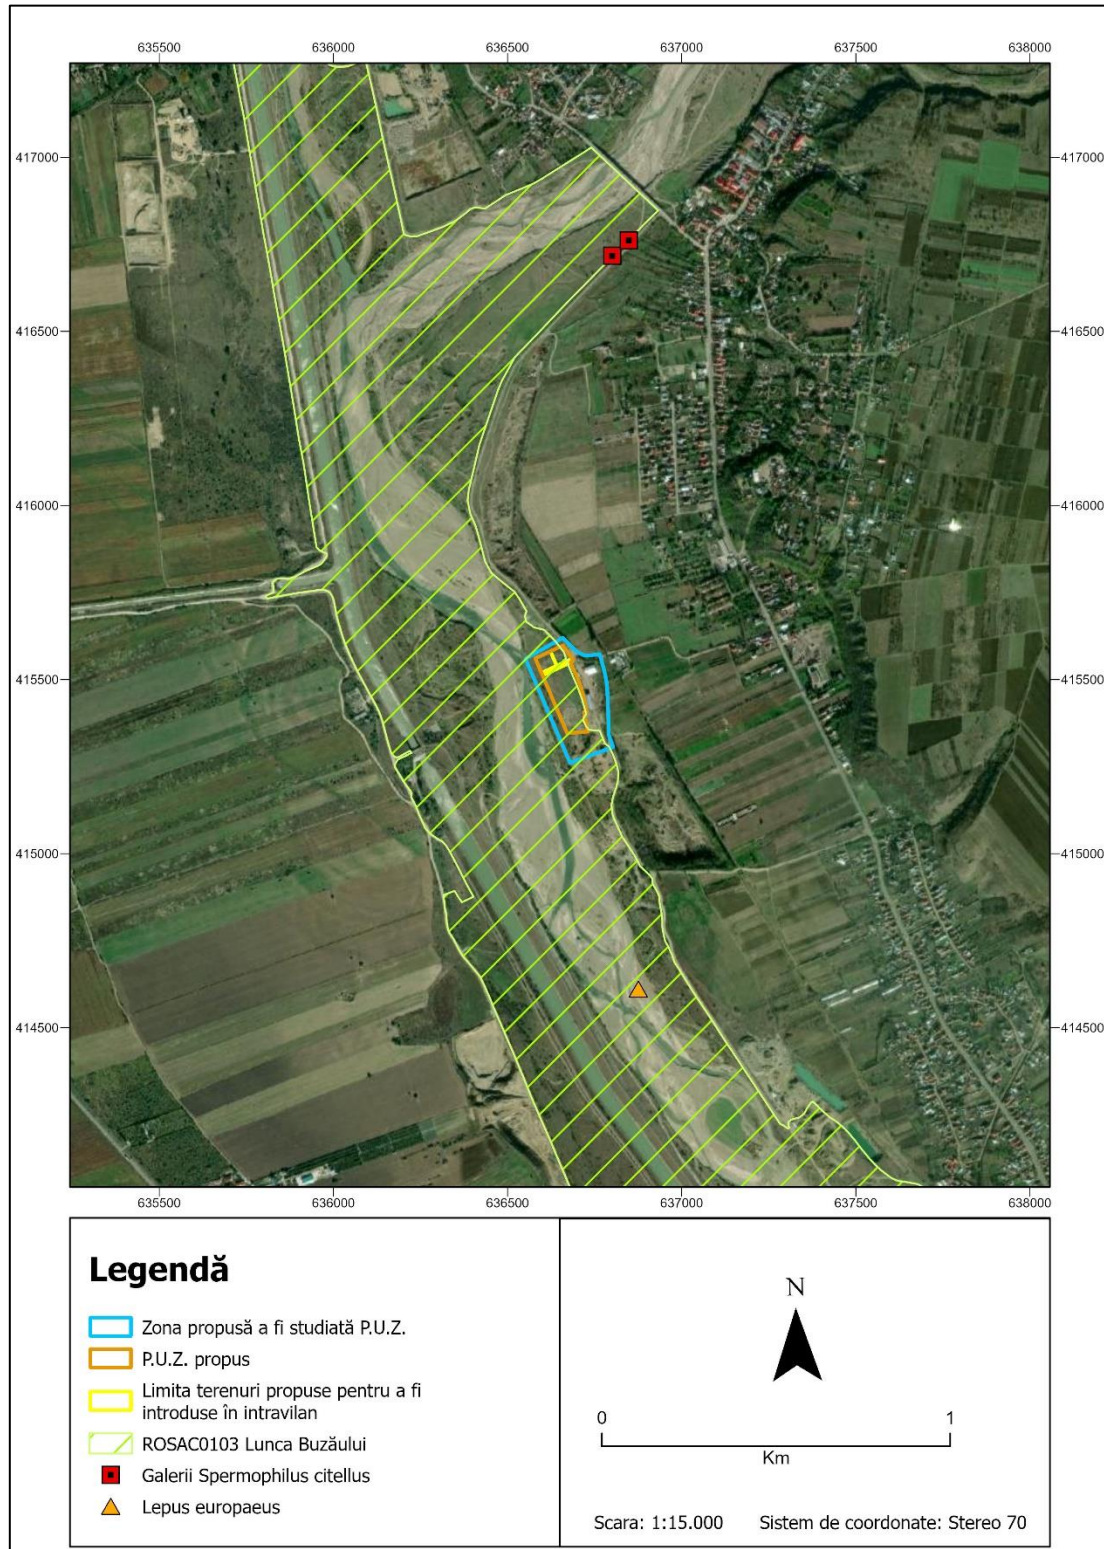 635500 636000 636500 637000 637500 638000
417000 417000
416500 416500
416000 416000
415500 415500
415000 415000
414500 414500
635500 636000 636500 637000 637500 638000
Legendă
Zona propusă a fi studiată P.U.Z.
P.U.Z. propus
Limita terenuri propuse pentru a fi
introduse în intravilan
ROSAC0103 Lunca Buzăului
Galerii Spermophilus citellus
Lepus europaeus
N
0 1
Km
Scara: 1:15.000 Sistem de coordonate: Stereo 70